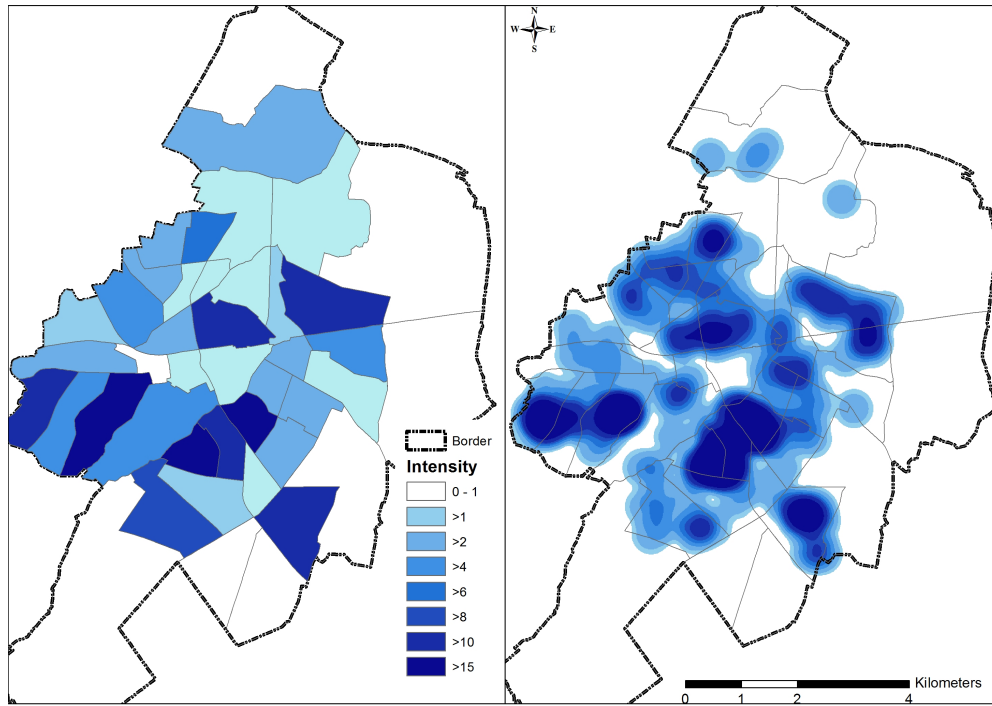 N
W E
S
Border
Intensity
0 - 1
>1
>2
>4
>6
>8
>10
>15
Kilometers
0 1 2 4